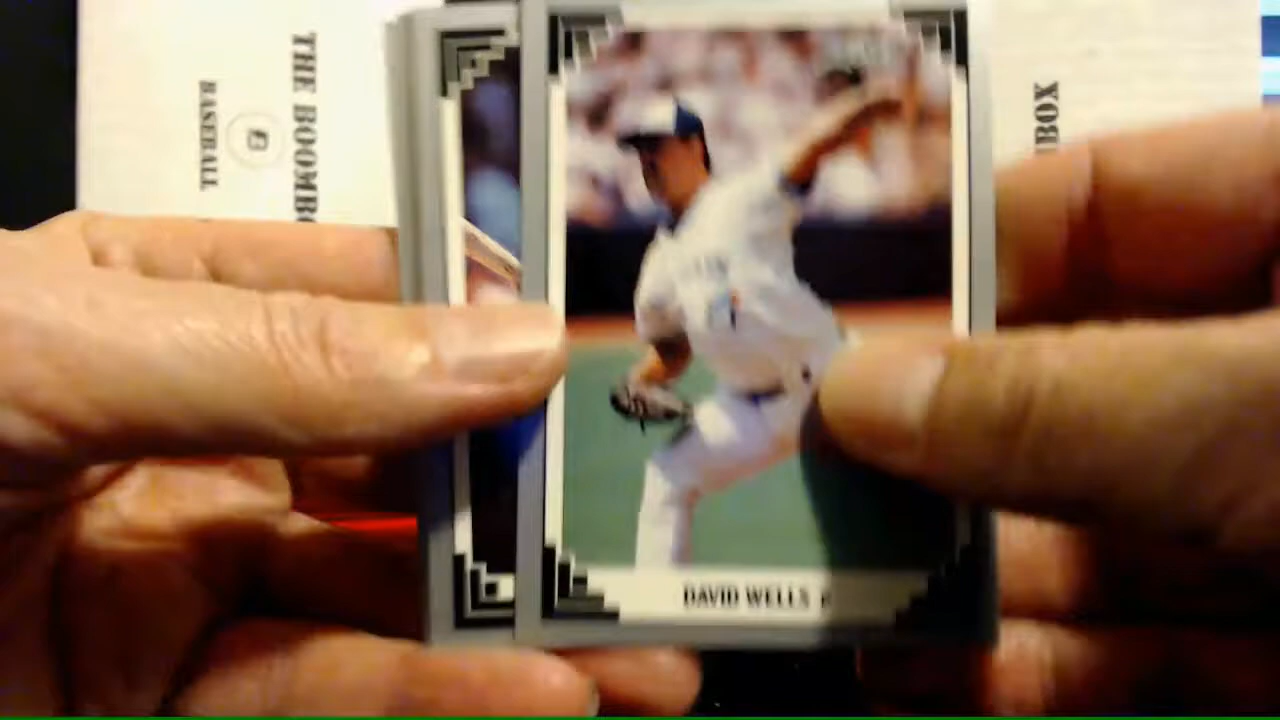 THE BOOMB
BASEBALL
B
BOX
DAVID WELLS